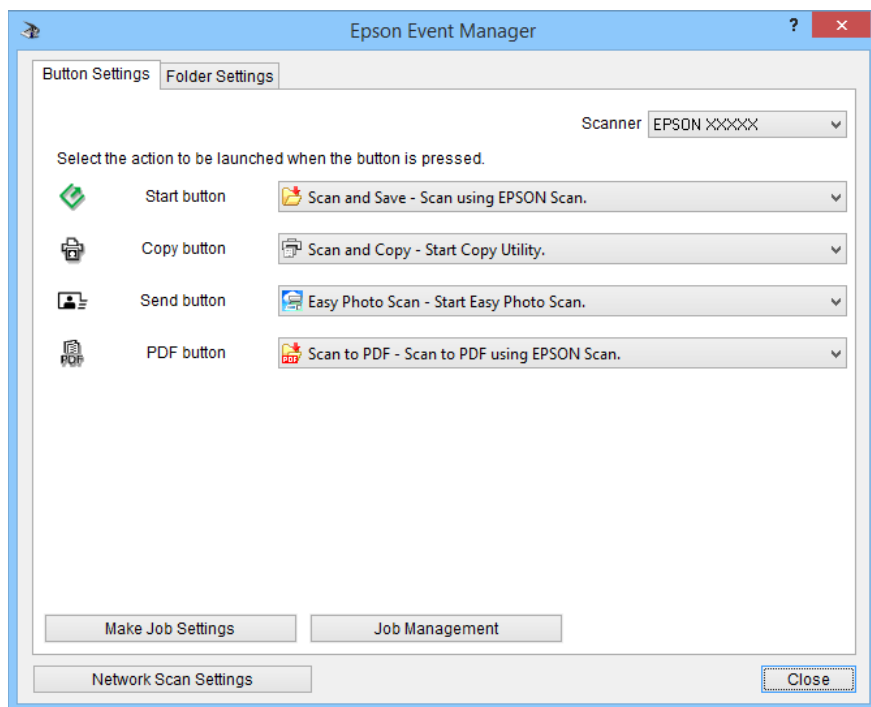 Epson Event Manager ? ×
Button Settings Folder Settings
Scanner EPSON XXXXX
Select the action to be launched when the button is pressed.
Start button Scan and Save - Scan using EPSON Scan.
Copy button Scan and Copy - Start Copy Utility.
Send button Easy Photo Scan - Start Easy Photo Scan.
PDF PDF button PDF Scan to PDF - Scan to PDF using EPSON Scan.
Make Job Settings Job Management
Network Scan Settings Close